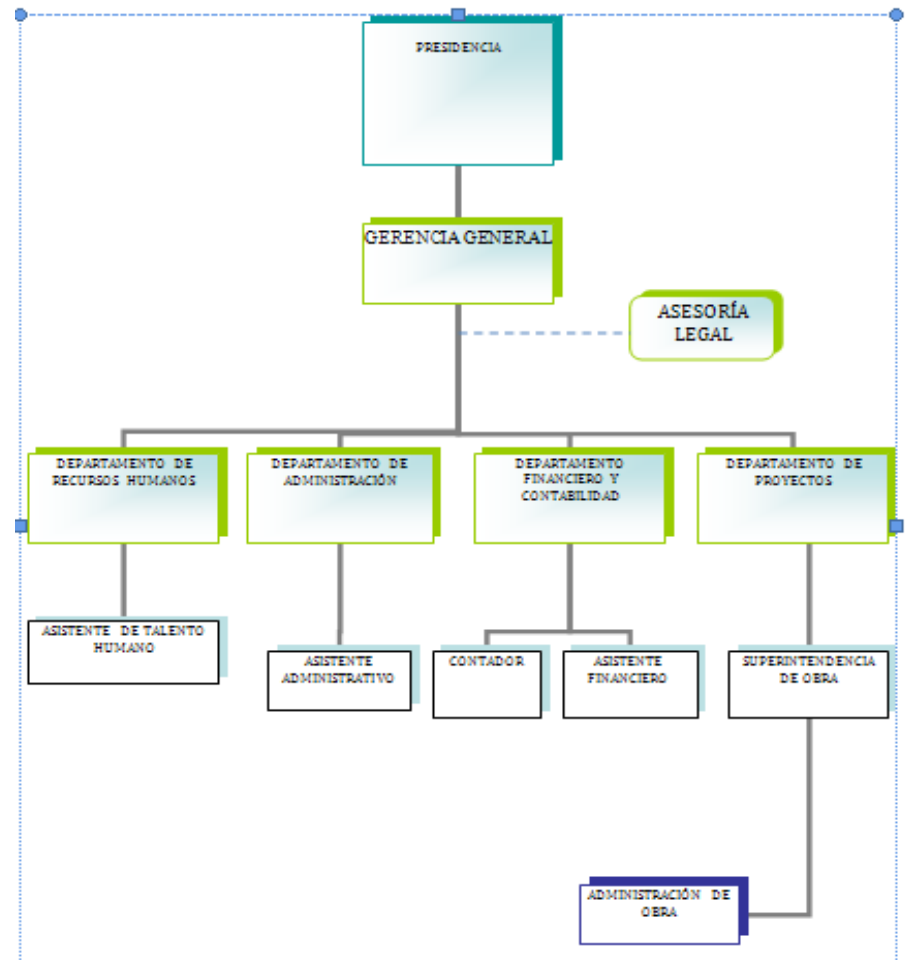 PRESIDENCIA
GERENCIA GENERAL
ASESORÍA
LEGAL
DEPARTAMENTO DE
RECURSOS HUMANOS
DEPARTAMENTO DE
ADMINISTRACIÓN
DEPARTAMENTO
FINANCIERO Y
CONTABILIDAD
DEPARTAMENTO DE
PROYECTOS
ASISTENTE DE TALENTO
HUMANO
ASISTENTE
ADMINISTRATIVO
CONTADOR
ASISTENTE
FINANCIERO
SUPERINTENDENCIA
DE OBRA
ADMINISTRACIÓN DE
OBRA